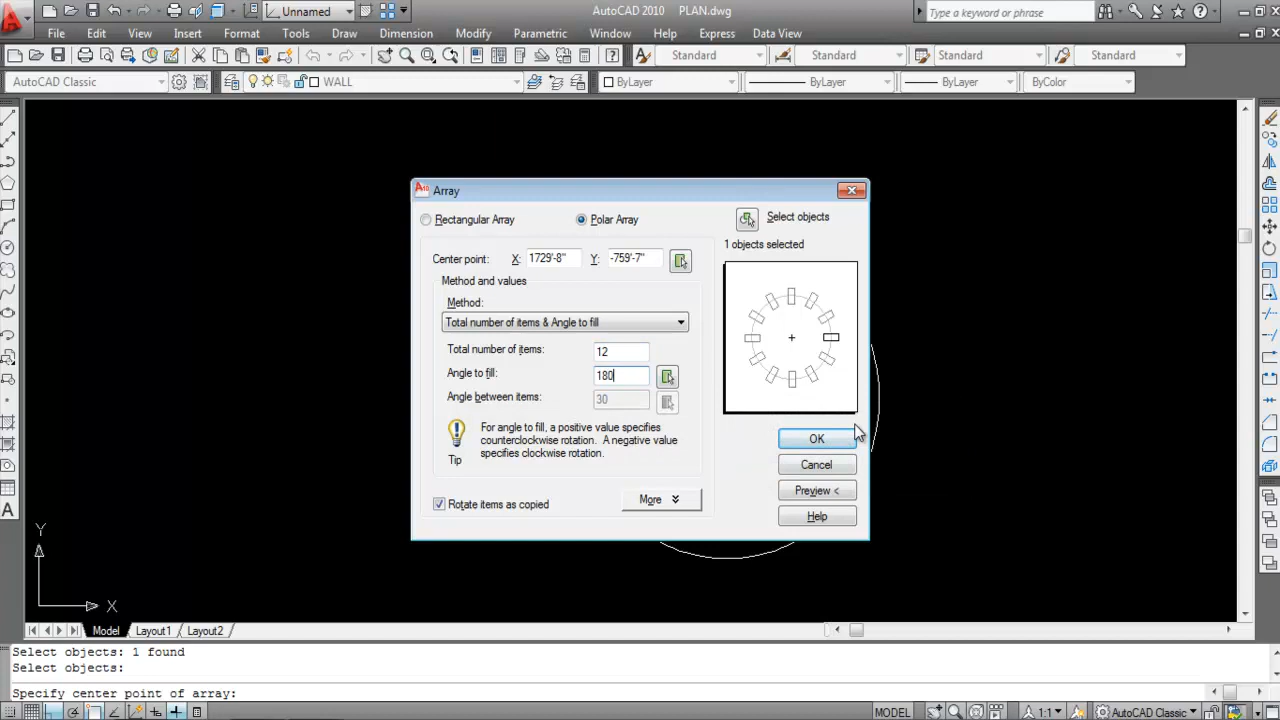 Unnamed
AutoCAD 2010 PLAN.dwg
Type a keyword or phrase
File Edit View Insert Format Tools Draw Dimension Modify Parametric Window Help Express Data View
Standard Standard Standard Standard
AutoCAD Classic WALL ByLayer ByLayer ByLayer ByColor
Array
Rectangular Array Polar Array Select objects
1 objects selected
Center point: X: 1729'-8" Y: -759'-7"
Method and values
Method:
Total number of items & Angle to fill
Total number of items: 12
Angle to fill: 180
Angle between items: 30
For angle to fill, a positive value specifies
counterclockwise rotation. A negative value
specifies clockwise rotation.
Tip
OK
Cancel
Preview <
Help
Rotate items as copied More
Y
X
Model Layout1 Layout2
Select objects: 1 found
Select objects:
Specify center point of array:
MODEL 1:1 AutoCAD Classic
A